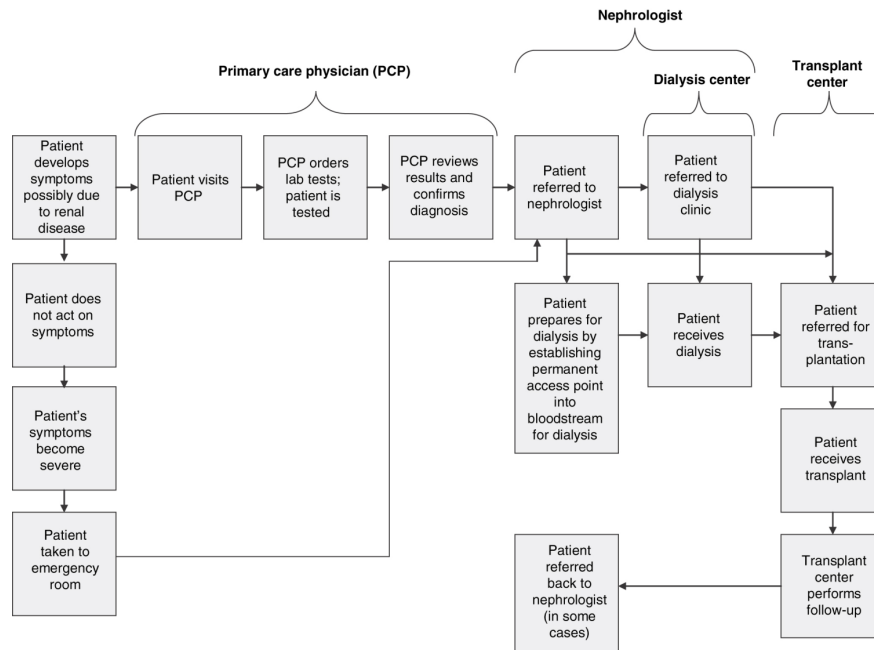 Nephrologist
Primary care physician (PCP)
Dialysis center
Transplant
center
Patient
develops
symptoms
possibly due
to renal
disease
Patient visits
PCP
PCP orders
lab tests;
patient is
tested
PCP reviews
results and
confirms
diagnosis
Patient
referred to
nephrologist
Patient
referred to
dialysis
clinic
Patient does
not act on
symptoms
Patient
prepares for
dialysis by
establishing
permanent
access point
into
bloodstream
for dialysis
Patient
receives
dialysis
Patient
referred for
trans-
plantation
Patient’s
symptoms
become
severe
Patient
receives
transplant
Patient
taken to
emergency
room
Patient
referred
back to
nephrologist
(in some
cases)
Transplant
center
performs
follow-up